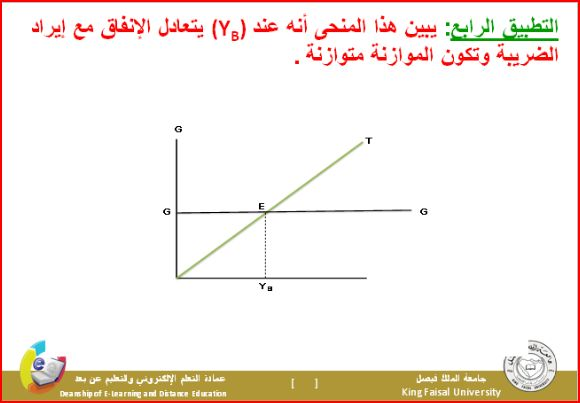 التطبيق الرابع: يبين هذا المنحى أنه عند (YB) يتعادل الإنفاق مع إيراد
الضريبة وتكون الموازنة متوازنة .
G
T
G
E
G
YB
عمادة التعلم الإلكتروني والتعليم عن بعد
[ ]
جامعة الملك فيصل
Deanship of E-Learning and Distance Education
King Faisal University